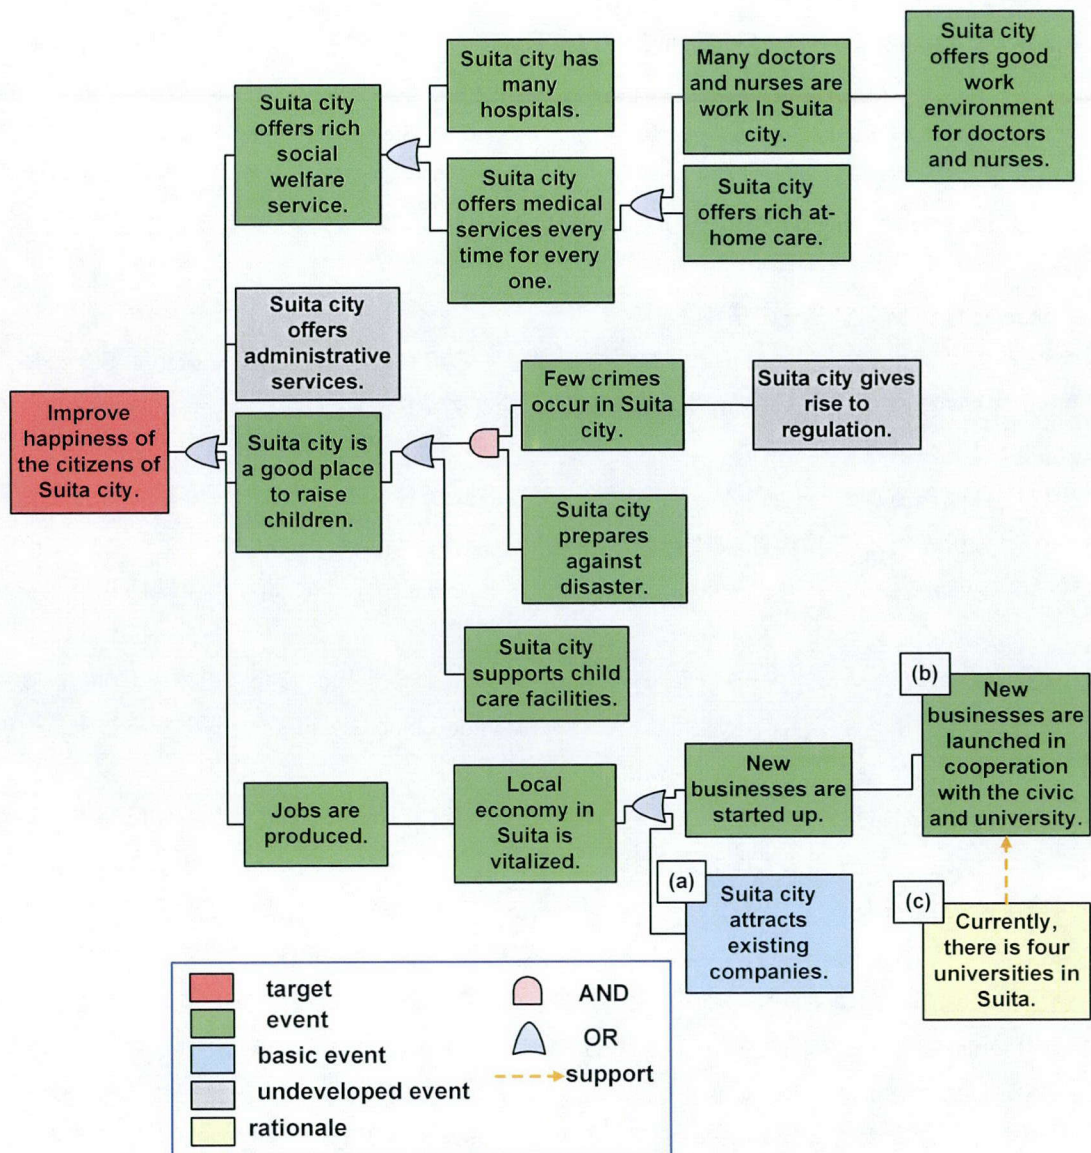 Suita city has
many
hospitals.
Many doctors
and nurses are
work In Suita
city.
Suita city
offers good
work
environment
for doctors
and nurses.
Suita city
offers rich
social
welfare
service.
Suita city
offers medical
services every
time for every
one.
Suita city
offers rich at-
home care.
Suita city
offers
administrative
services.
Few crimes
occur in Suita
city.
Suita city gives
rise to
regulation.
Improve
happiness of
the citizens of
Suita city.
Suita city is
a good place
to raise
children.
Suita city
prepares
against
disaster.
Suita city
supports child
care facilities.
(b)
New
businesses are
launched in
cooperation
with the civic
and university.
Jobs are
produced.
Local
economy in
Suita is
vitalized.
New
businesses are
started up.
(a)
Suita city
attracts
existing
companies.
(c)
Currently,
there is four
universities in
Suita.
target
event
basic event
undeveloped event
rationale
AND
OR
support